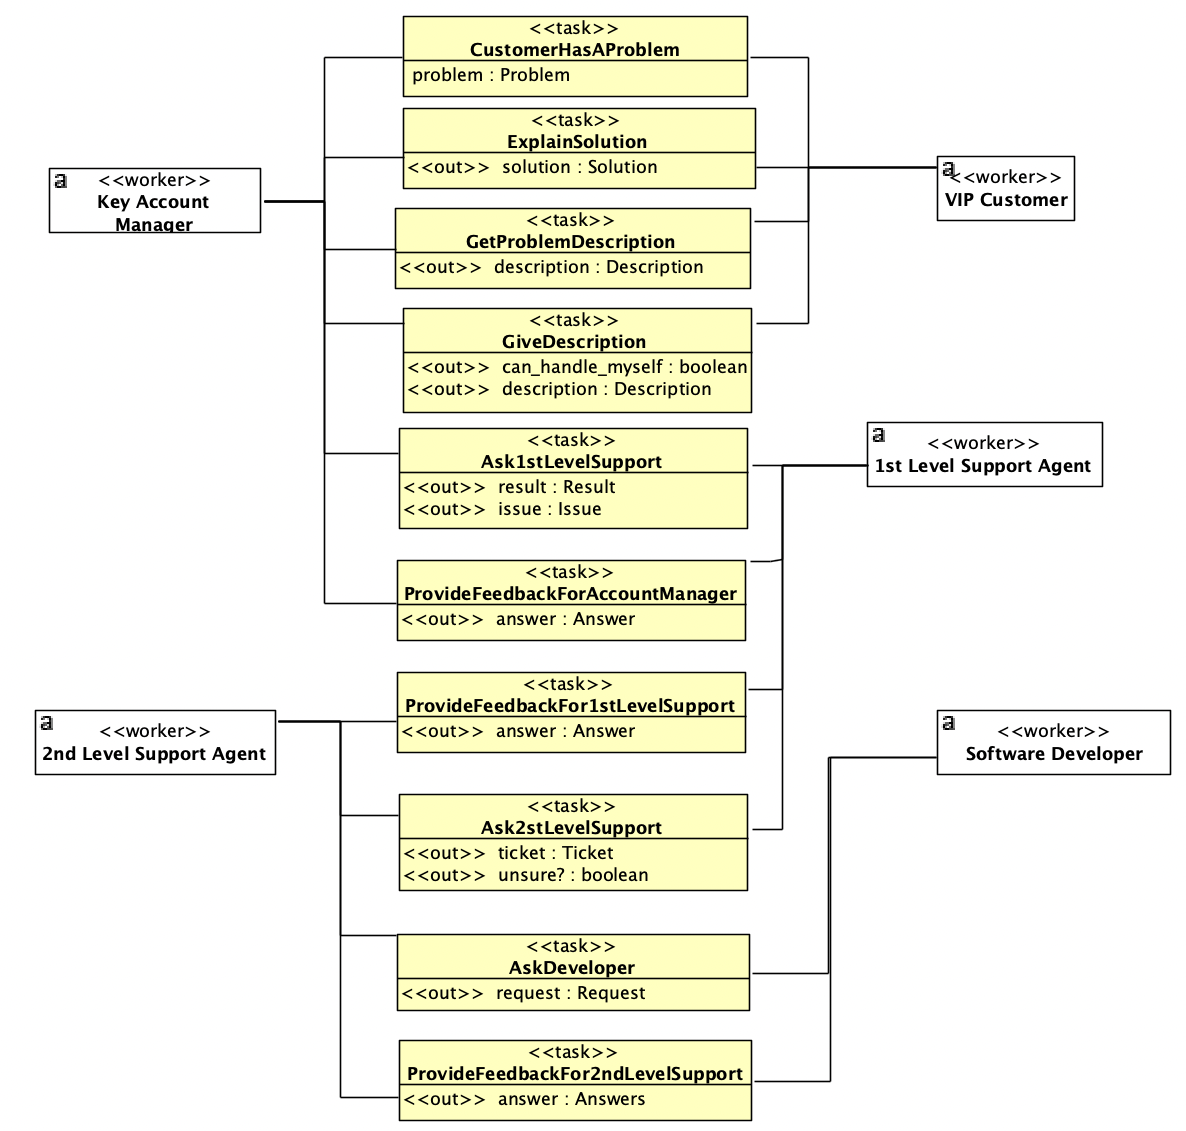 <<task>>
CustomerHasAProblem
problem : Problem
<<task>>
ExplainSolution
<<out>> solution : Solution
a <<worker>>
Key Account
Manager
a
<<worker>>
VIP Customer
<<task>>
GetProblemDescription
<<out>> description : Description
<<task>>
GiveDescription
<<out>> can_handle_myself : boolean
<<out>> description : Description
<<task>>
Ask1stLevelSupport
<<out>> result : Result
<<out>> issue : Issue
a
<<worker>>
1st Level Support Agent
<<task>>
ProvideFeedbackForAccountManager
<<out>> answer : Answer
<<task>>
ProvideFeedbackFor1stLevelSupport
<<out>> answer : Answer
a
<<worker>>
2nd Level Support Agent
a
<<worker>>
Software Developer
<<task>>
Ask2stLevelSupport
<<out>> ticket : Ticket
<<out>> unsure? : boolean
<<task>>
AskDeveloper
<<out>> request : Request
<<task>>
ProvideFeedbackFor2ndLevelSupport
<<out>> answer : Answers